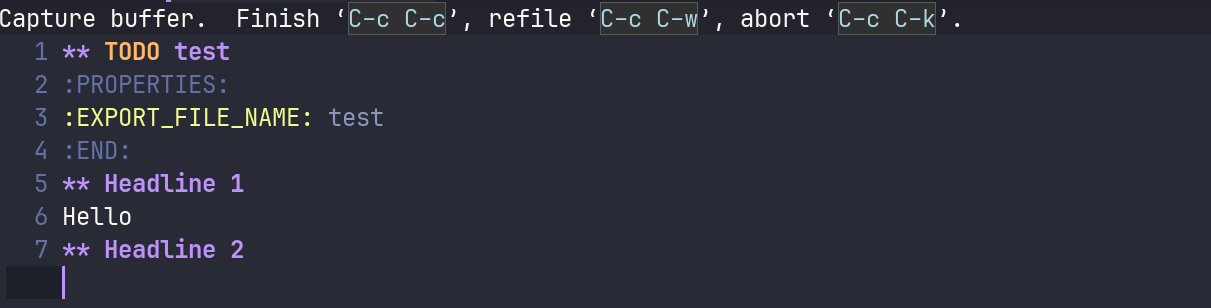 Capture buffer.  Finish ‘C-c C-c’, refile ‘C-c C-w’, abort ‘C-c C-k’.
1 ** TODO test
2 :PROPERTIES:
3 :EXPORT_FILE_NAME: test
4 :END:
5 ** Headline 1
6 Hello
7 ** Headline 2